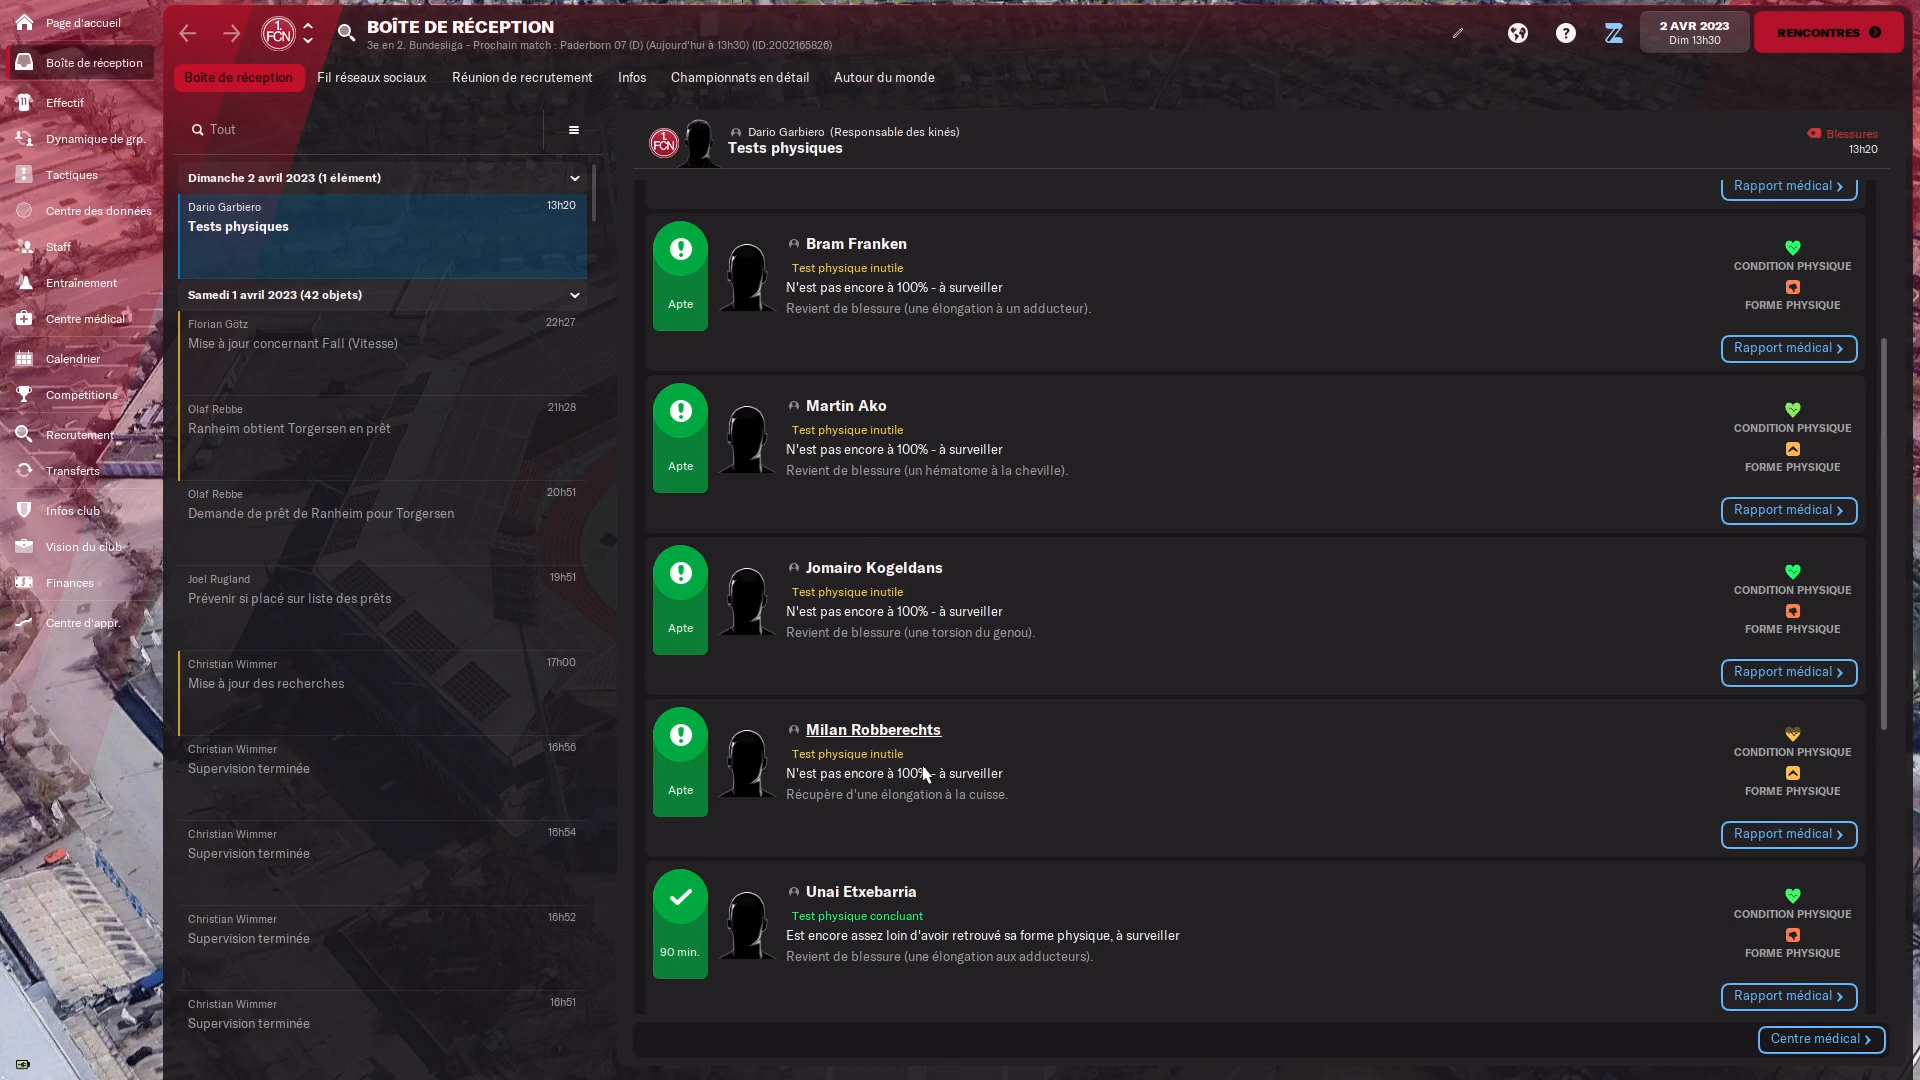 Page d'accueil
Boîte de réception
Effectif
Dynamique de grp.
Tactiques
Centre des données
Staff
Entraînement
Centre médical
Calendrier
Compétitions
Recrutement
Transferts
Infos club
Vision du club
Finances
Centre d'appr.
1.
FCN
BOÎTE DE RÉCEPTION
3e en 2. Bundesliga - Prochain match : Paderborn 07 (D) (Aujourd'hui à 13h30) (ID:2002165826)
2 AVR 2023
Dim 13h30
RENCONTRES
Boîte de réception
Fil réseaux sociaux
Réunion de recrutement
Infos
Championnats en détail
Autour du monde
Tout
Dimanche 2 avril 2023 (1 élément)
Dario Garbiero 13h20
Tests physiques
Samedi 1 avril 2023 (42 objets)
Florian Götz 22h27
Mise à jour concernant Fall (Vitesse)
Olaf Rebbe 21h28
Ranheim obtient Torgersen en prêt
Olaf Rebbe 20h51
Demande de prêt de Ranheim pour Torgersen
Joel Rugland 19h51
Prévenir si placé sur liste des prêts
Christian Wimmer 17h00
Mise à jour des recherches
Christian Wimmer 16h56
Supervision terminée
Christian Wimmer 16h54
Supervision terminée
Christian Wimmer 16h52
Supervision terminée
Christian Wimmer 16h51
Supervision terminée
1.
FCN
Dario Garbiero (Responsable des kinés)
Tests physiques
Blessures
13h20
Rapport médical
Apte
Bram Franken
Test physique inutile
N'est pas encore à 100% - à surveiller
Revient de blessure (une élongation à un adducteur).
CONDITION PHYSIQUE
FORME PHYSIQUE
Rapport médical
Apte
Martin Ako
Test physique inutile
N'est pas encore à 100% - à surveiller
Revient de blessure (un hématome à la cheville).
CONDITION PHYSIQUE
FORME PHYSIQUE
Rapport médical
Apte
Jomairo Kogeldans
Test physique inutile
N'est pas encore à 100% - à surveiller
Revient de blessure (une torsion du genou).
CONDITION PHYSIQUE
FORME PHYSIQUE
Rapport médical
Apte
Milan Robberechts
Test physique inutile
N'est pas encore à 100% - à surveiller
Récupère d'une élongation à la cuisse.
CONDITION PHYSIQUE
FORME PHYSIQUE
Rapport médical
90 min.
Unai Etxebarria
Test physique concluant
Est encore assez loin d'avoir retrouvé sa forme physique, à surveiller
Revient de blessure (une élongation aux adducteurs).
CONDITION PHYSIQUE
FORME PHYSIQUE
Rapport médical
Centre médical